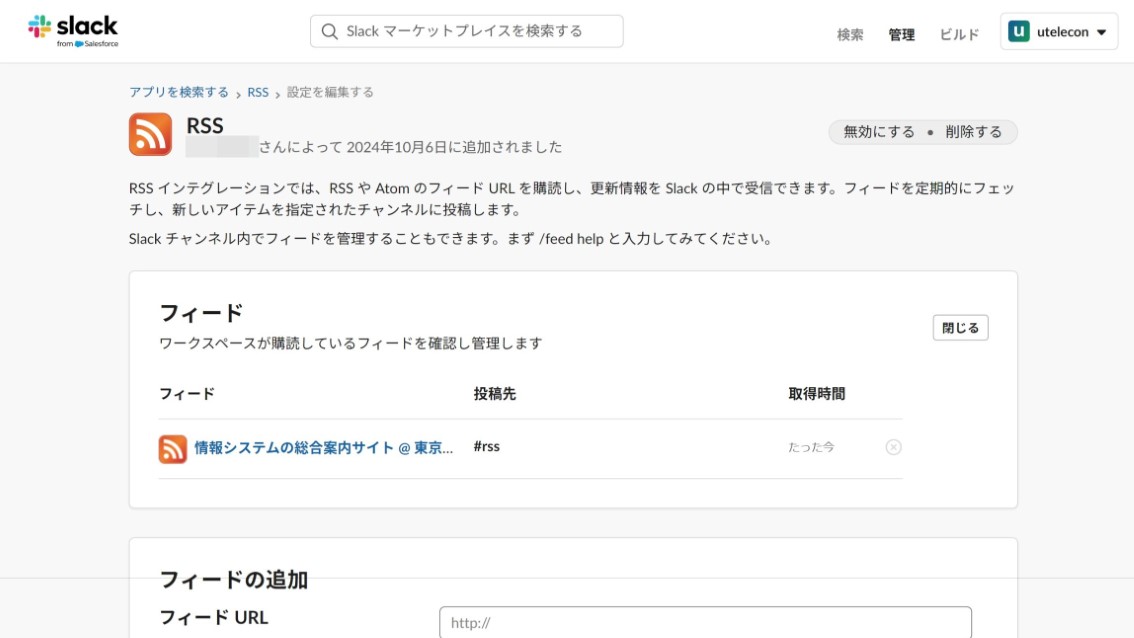 slack
from Salesforce
Slack マーケットプレイスを検索する
検索 管理 ビルド utelecon
アプリを検索する > RSS > 設定を編集する
RSS
さんによって 2024年10月6日に追加されました
無効にする • 削除する
RSS インテグレーションでは、RSS や Atom のフィード URL を購読し、更新情報を Slack の中で受信できます。フィードを定期的にフェッ
チし、新しいアイテムを指定されたチャンネルに投稿します。
Slack チャンネル内でフィードを管理することもできます。まず /feed help と入力してみてください。
フィード
ワークスペースが購読しているフィードを確認し管理します
閉じる
フィード 投稿先 取得時間
情報システムの総合案内サイト @ 東京... #rss たった今
フィードの追加
フィード URL http://